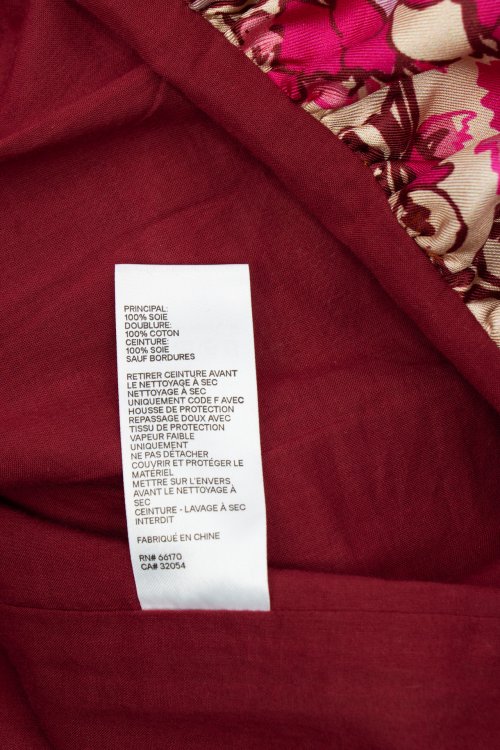 PRINCIPAL:
100% SOIE
DOUBLURE:
100% COTON
CEINTURE:
100% SOIE
SAUF BORDURES
RETIRER CEINTURE AVANT
LE NETTOYAGE À SEC
NETTOYAGE À SEC
UNIQUEMENT CODE F AVEC
HOUSSE DE PROTECTION
REPASSAGE DOUX AVEC
TISSU DE PROTECTION
VAPEUR FAIBLE
UNIQUEMENT
NE PAS DÉTACHER
COUVRIR ET PROTÉGER LE
MATERIEL
METTRE SUR L'ENVERS
AVANT LE NETTOYAGE À
SEC
CEINTURE - LAVAGE À SEC
INTERDIT
FABRIQUÉ EN CHINE
RN# 66170
CA# 32054